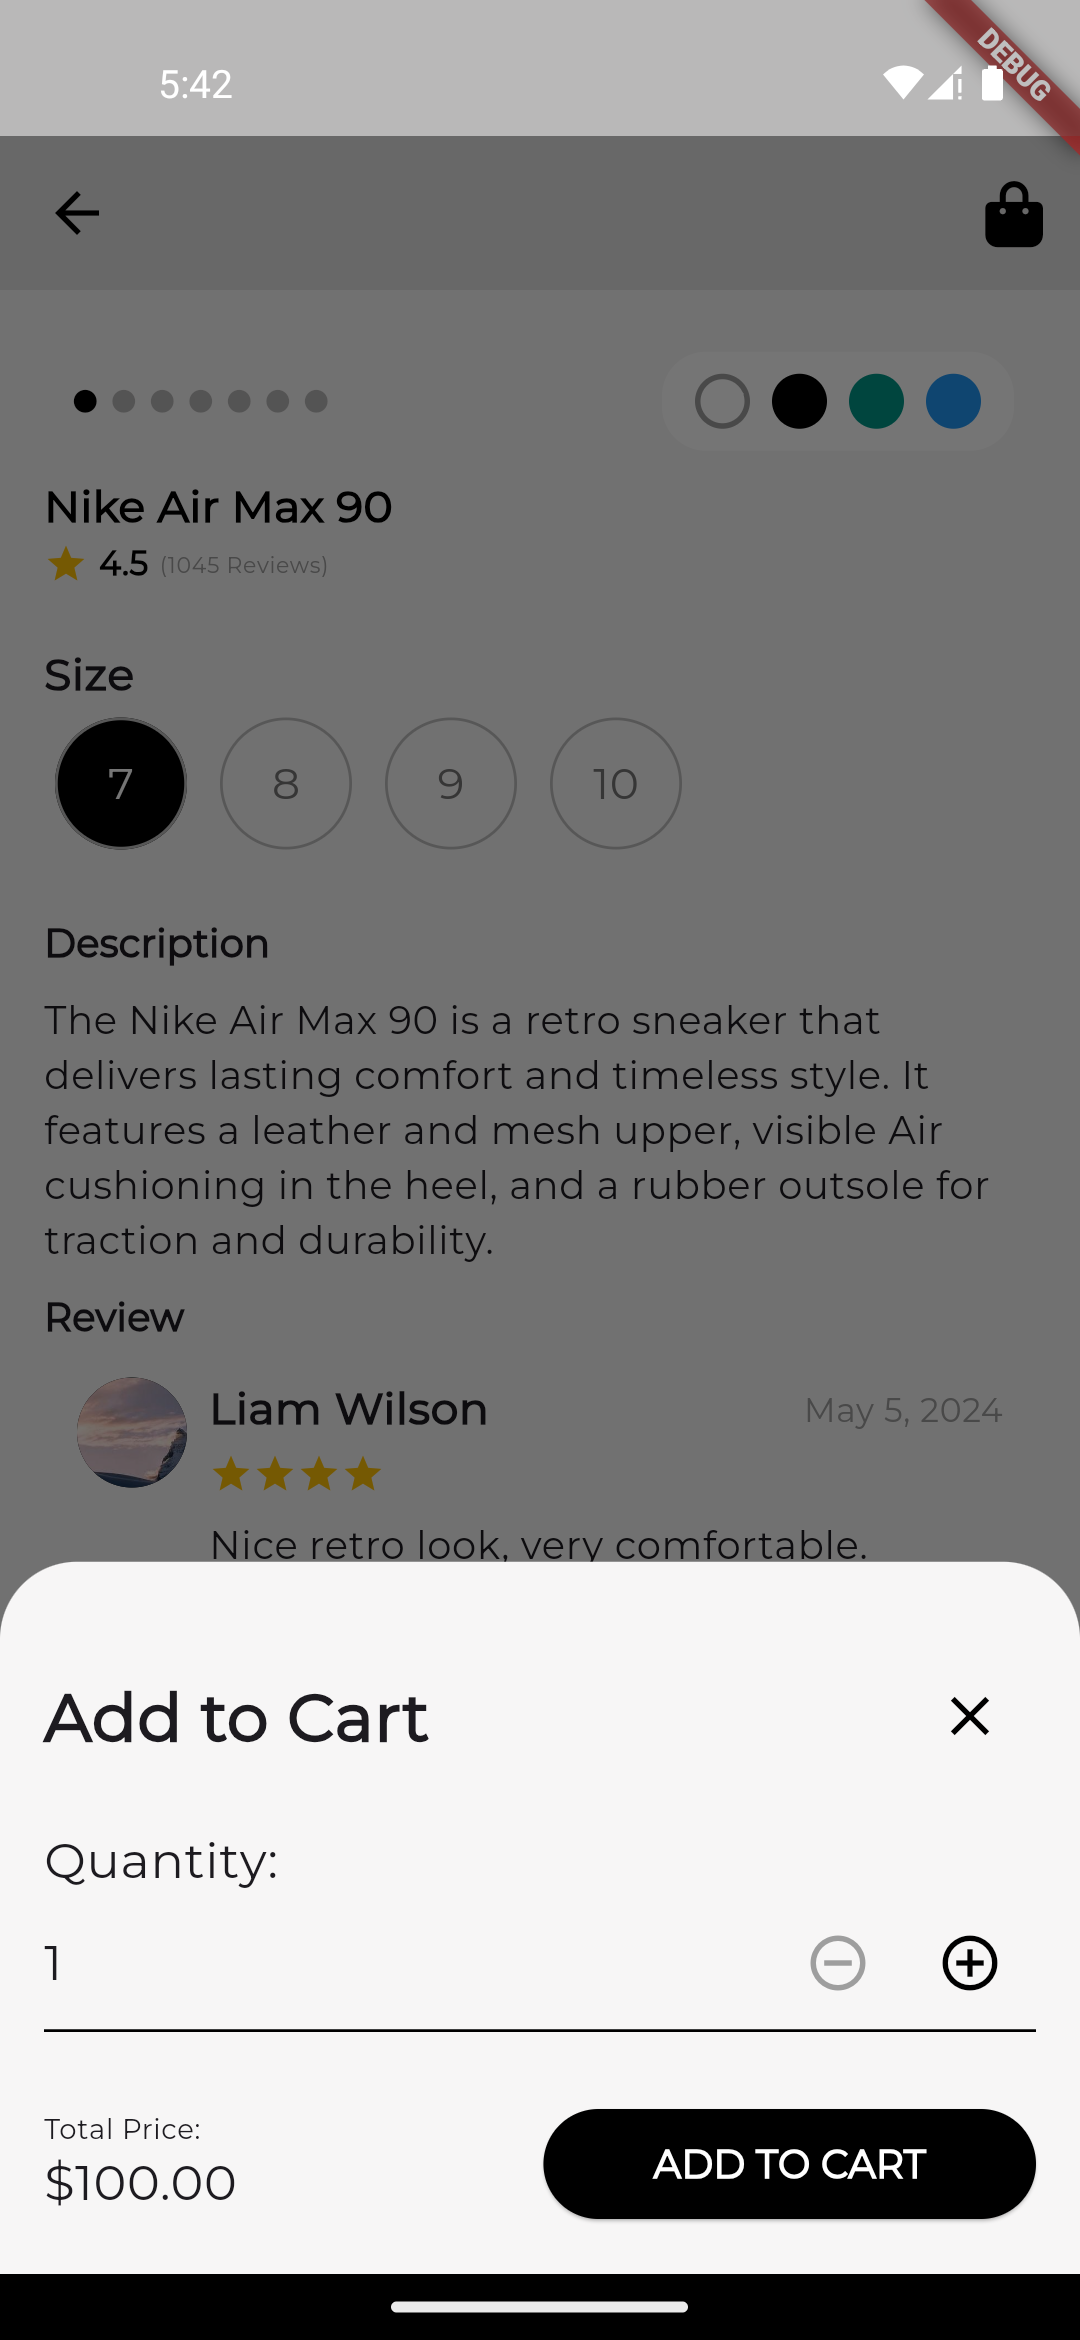 5:42
DEBUG
Nike Air Max 90
4.5 (1045 Reviews)
Size
7 8 9 10
Description
The Nike Air Max 90 is a retro sneaker that
delivers lasting comfort and timeless style. It
features a leather and mesh upper, visible Air
cushioning in the heel, and a rubber outsole for
traction and durability.
Review
Liam Wilson May 5, 2024
Nice retro look, very comfortable.
Add to Cart
Quantity:
1
Total Price:
$100.00
ADD TO CART